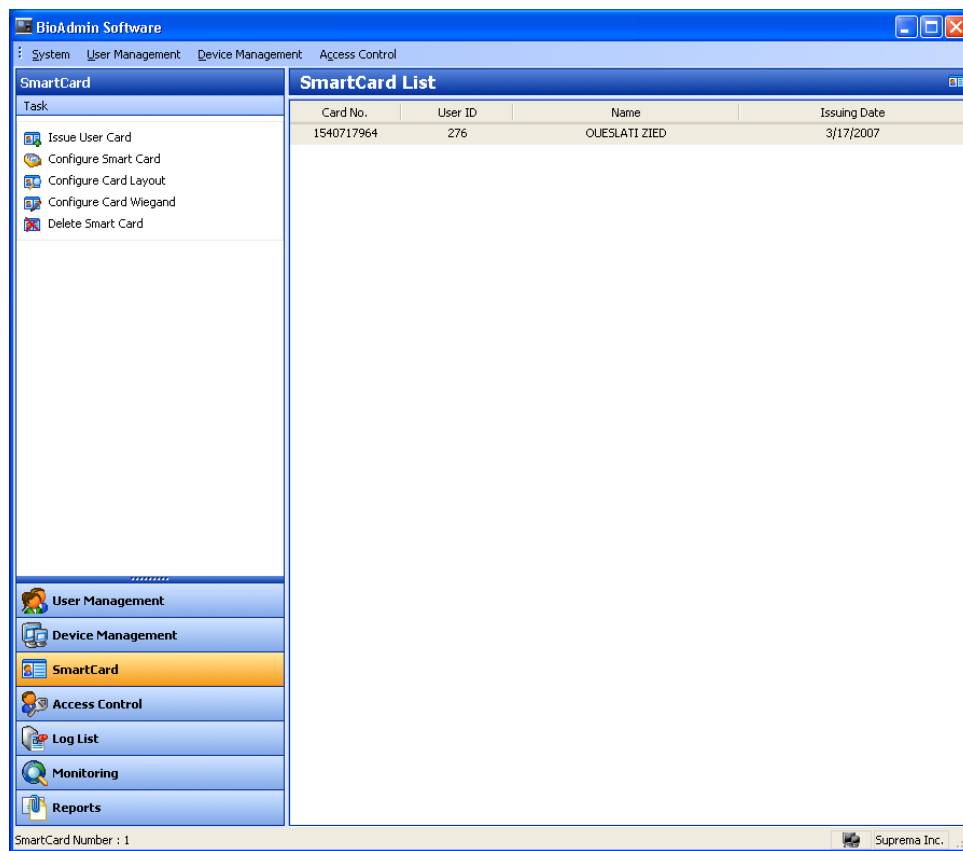 BioAdmin Software
System User Management Device Management Access Control
SmartCard
Task
Issue User Card
Configure Smart Card
Configure Card Layout
Configure Card Wiegand
Delete Smart Card
User Management
Device Management
SmartCard
Access Control
Log List
Monitoring
Reports
SmartCard List
Card No. User ID Name Issuing Date
1540717964 276 OUESLATI ZIED 3/17/2007
SmartCard Number : 1
Suprema Inc.